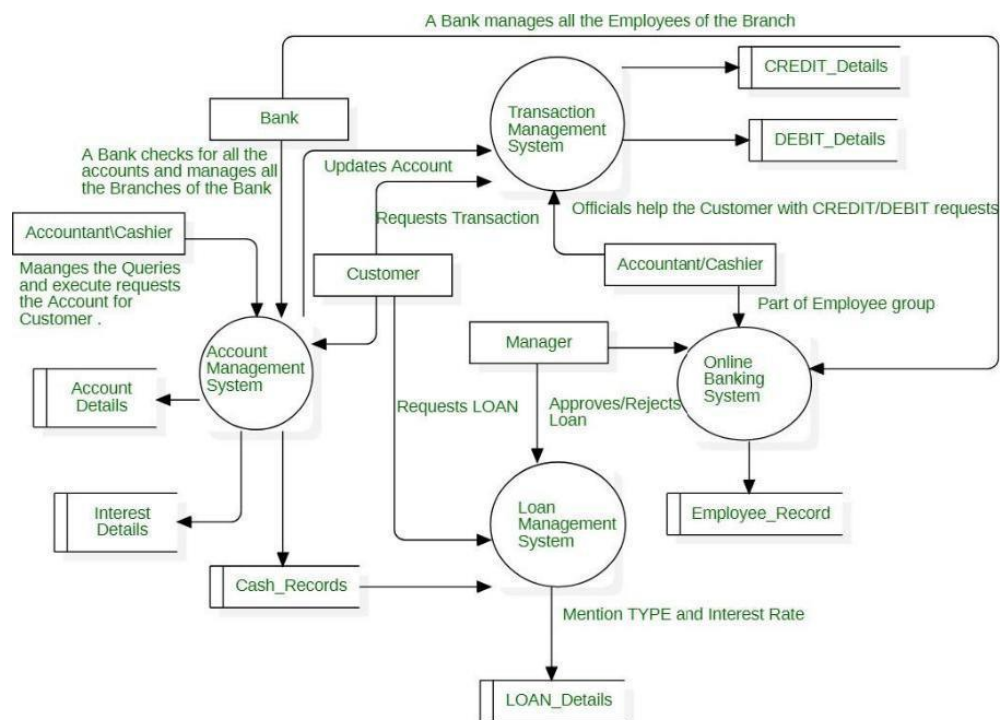 A Bank manages all the Employees of the Branch
CREDIT_Details
Transaction
Management
System
Bank
DEBIT_Details
A Bank checks for all the
accounts and manages all
the Branches of the Bank
Updates Account
Requests Transaction
Officials help the Customer with CREDIT/DEBIT requests
Accountant\Cashier
Customer
Accountant/Cashier
Maanges the Queries
and execute requests
the Account for
Customer .
Part of Employee group
Manager
Account
Management
System
Online
Banking
System
Account
Details
Requests LOAN
Approves/Rejects
Loan
Interest
Details
Loan
Management
System
Employee_Record
Cash_Records
Mention TYPE and Interest Rate
LOAN_Details